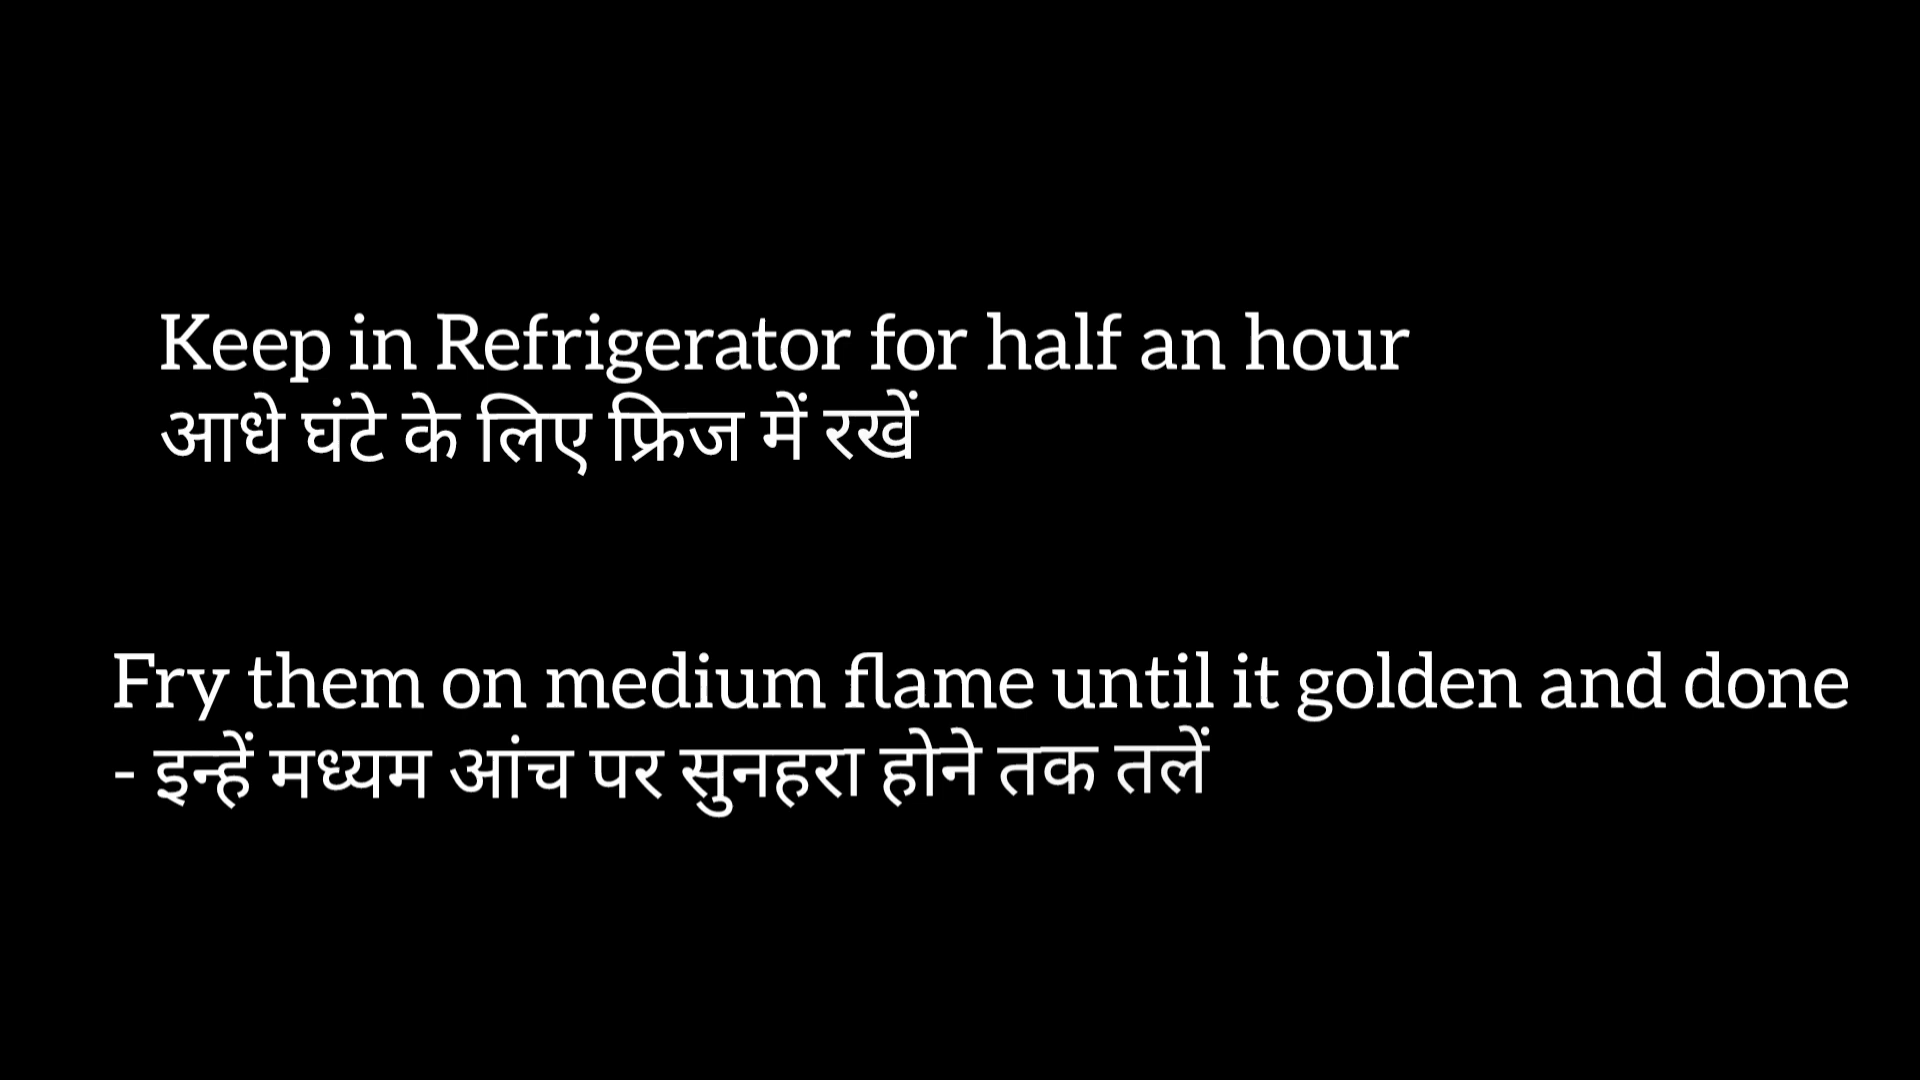 Keep in Refrigerator for half an hour
आधे घंटे के लिए फ्रिज में रखें
Fry them on medium flame until it golden and done
- इन्हें मध्यम आंच पर सुनहरा होने तक तलें